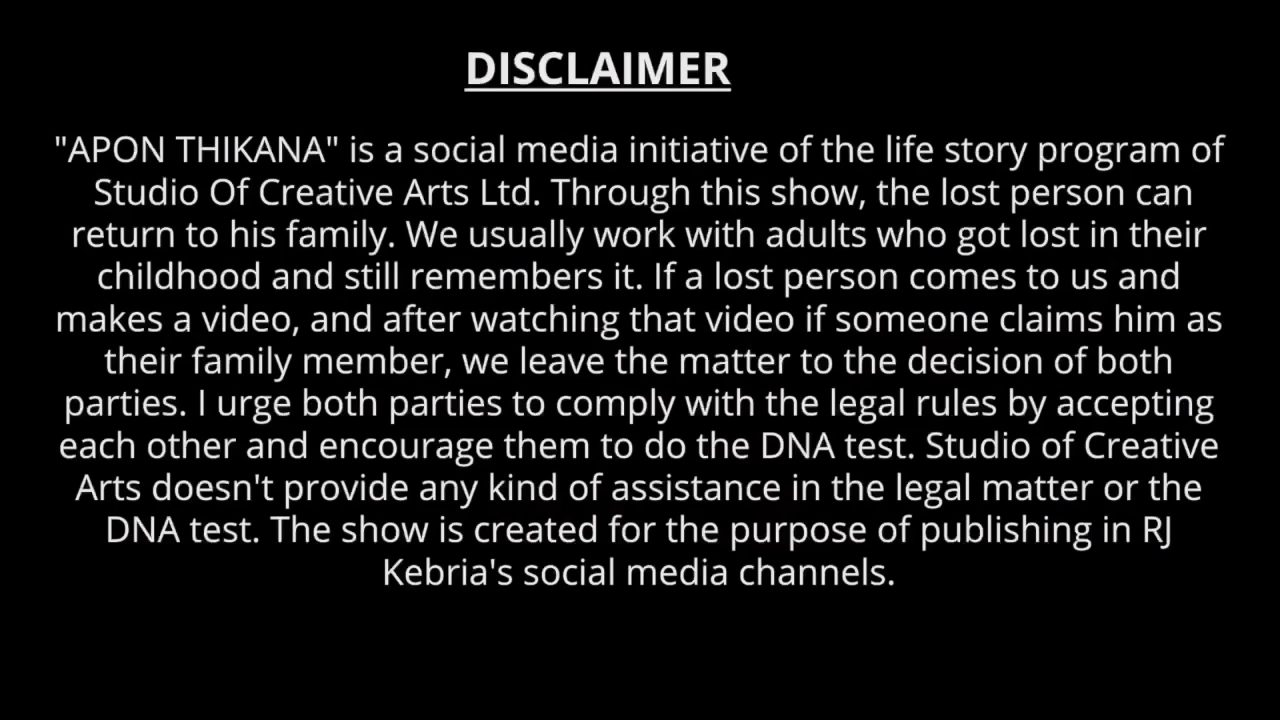 DISCLAIMER
"APON THIKANA" is a social media initiative of the life story program of
Studio Of Creative Arts Ltd. Through this show, the lost person can
return to his family. We usually work with adults who got lost in their
childhood and still remembers it. If a lost person comes to us and
makes a video, and after watching that video if someone claims him as
their family member, we leave the matter to the decision of both
parties. I urge both parties to comply with the legal rules by accepting
each other and encourage them to do the DNA test. Studio of Creative
Arts doesn't provide any kind of assistance in the legal matter or the
DNA test. The show is created for the purpose of publishing in RJ
Kebria's social media channels.